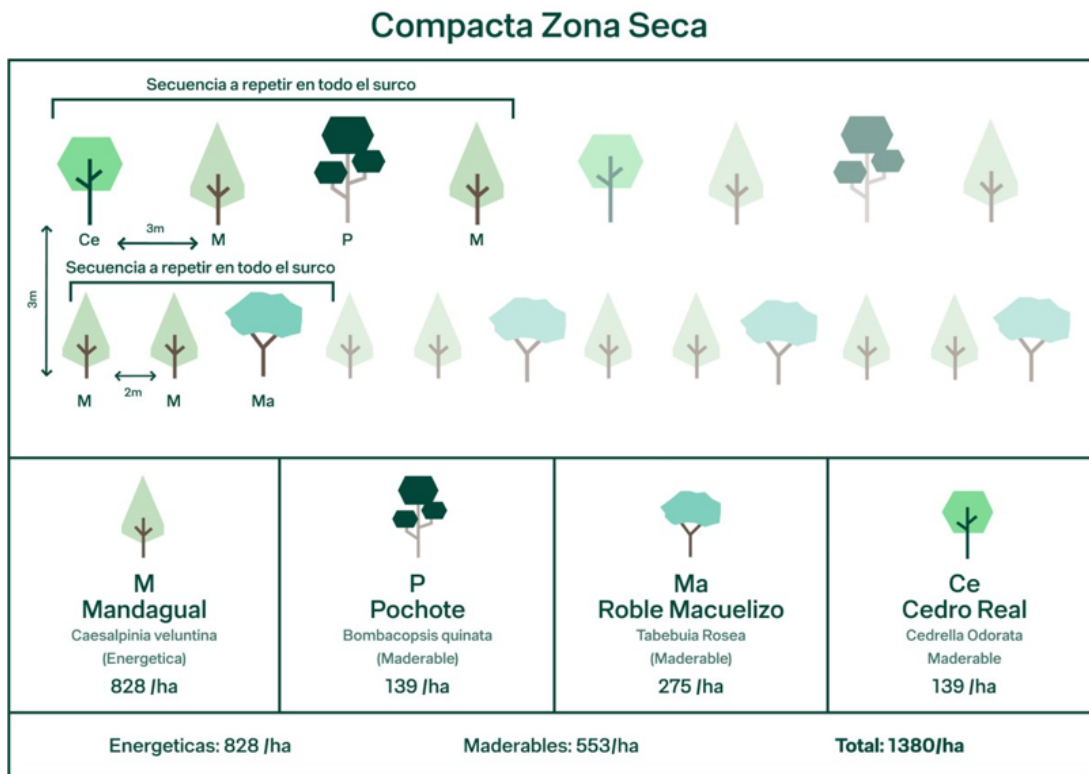 Compacta Zona Seca
Secuencia a repetir en todo el surco
Ce
3m
M
P
M
3m
Secuencia a repetir en todo el surco
M
2m
M
Ma
M
Mandagual
Caesalpinia veluntina
(Energetica)
828 /ha
P
Pochote
Bombacopsis quinata
(Maderable)
139 /ha
Ma
Roble Macuelizo
Tabebuia Rosea
(Maderable)
275 /ha
Ce
Cedro Real
Cedrella Odorata
Maderable
139 /ha
Energeticas: 828 /ha
Maderables: 553/ha
Total: 1380/ha